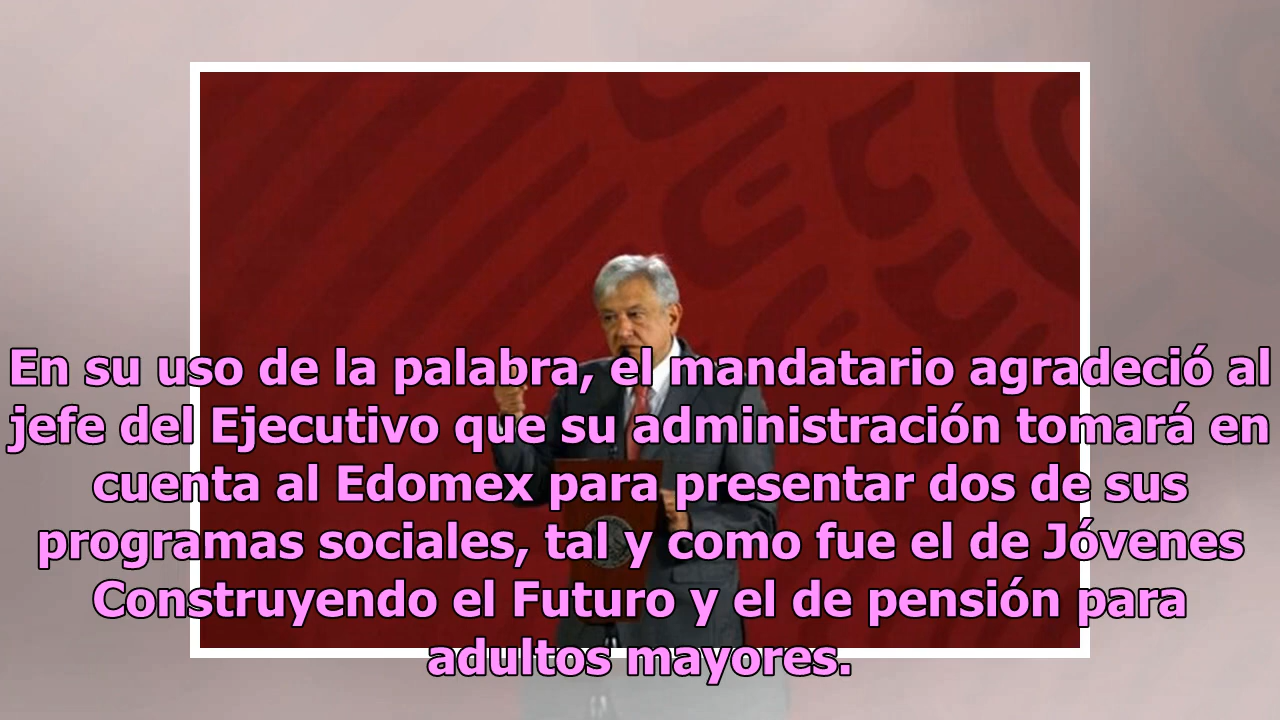 En su uso de la palabra, el mandatario agradeció al
jefe del Ejecutivo que su administración tomará en
cuenta al Edomex para presentar dos de sus
programas sociales, tal y como fue el de Jóvenes
Construyendo el Futuro y el de pensión para
adultos mayores.